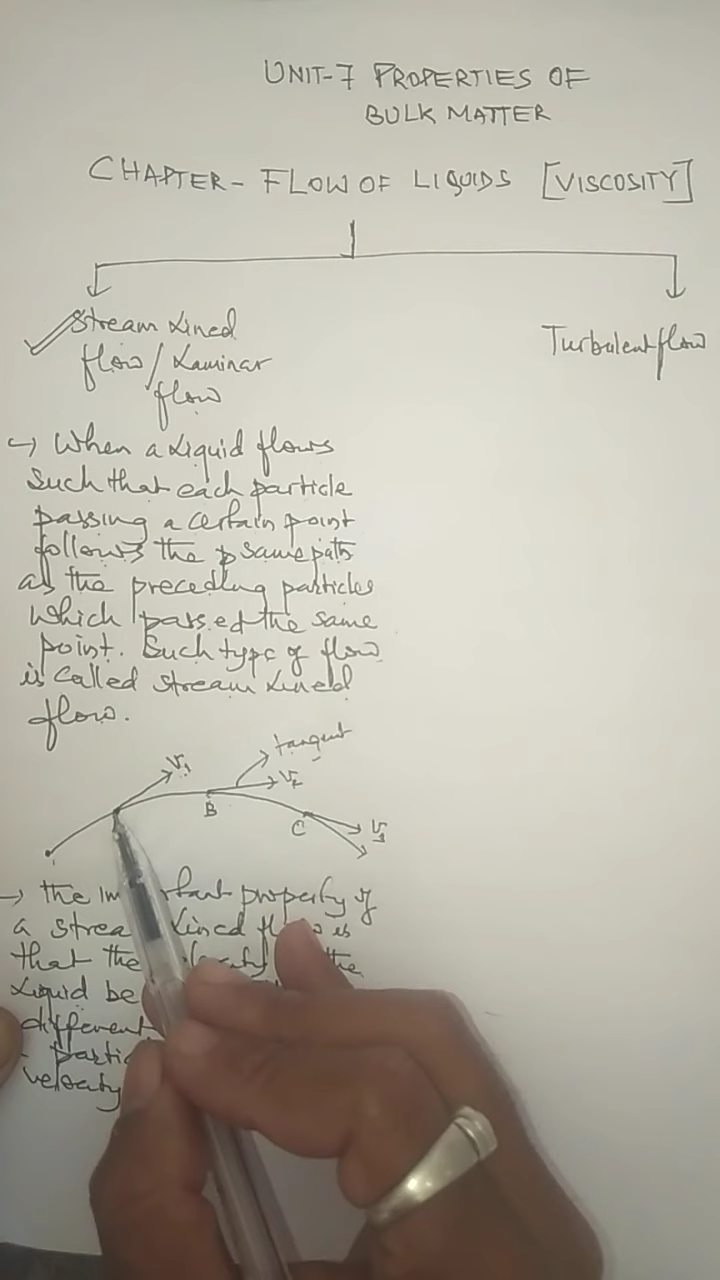 UNIT-7 PROPERTIES OF
BULK MATTER
CHAPTER- FLOW OF LIQUIDS [VISCOSITY]
Stream Lined
flow/Laminar
flow
Turbulent flow
→ When a Liquid flows
Such that each particle
passing a certain point
follows the same path
as the preceding particles
which passed the same
point. Such type of flow
is called stream Lined
flow.
tangent
V1
V2
B
C
V3
→ the property of
a Lined is
that the the
Liquid be
different
velocity